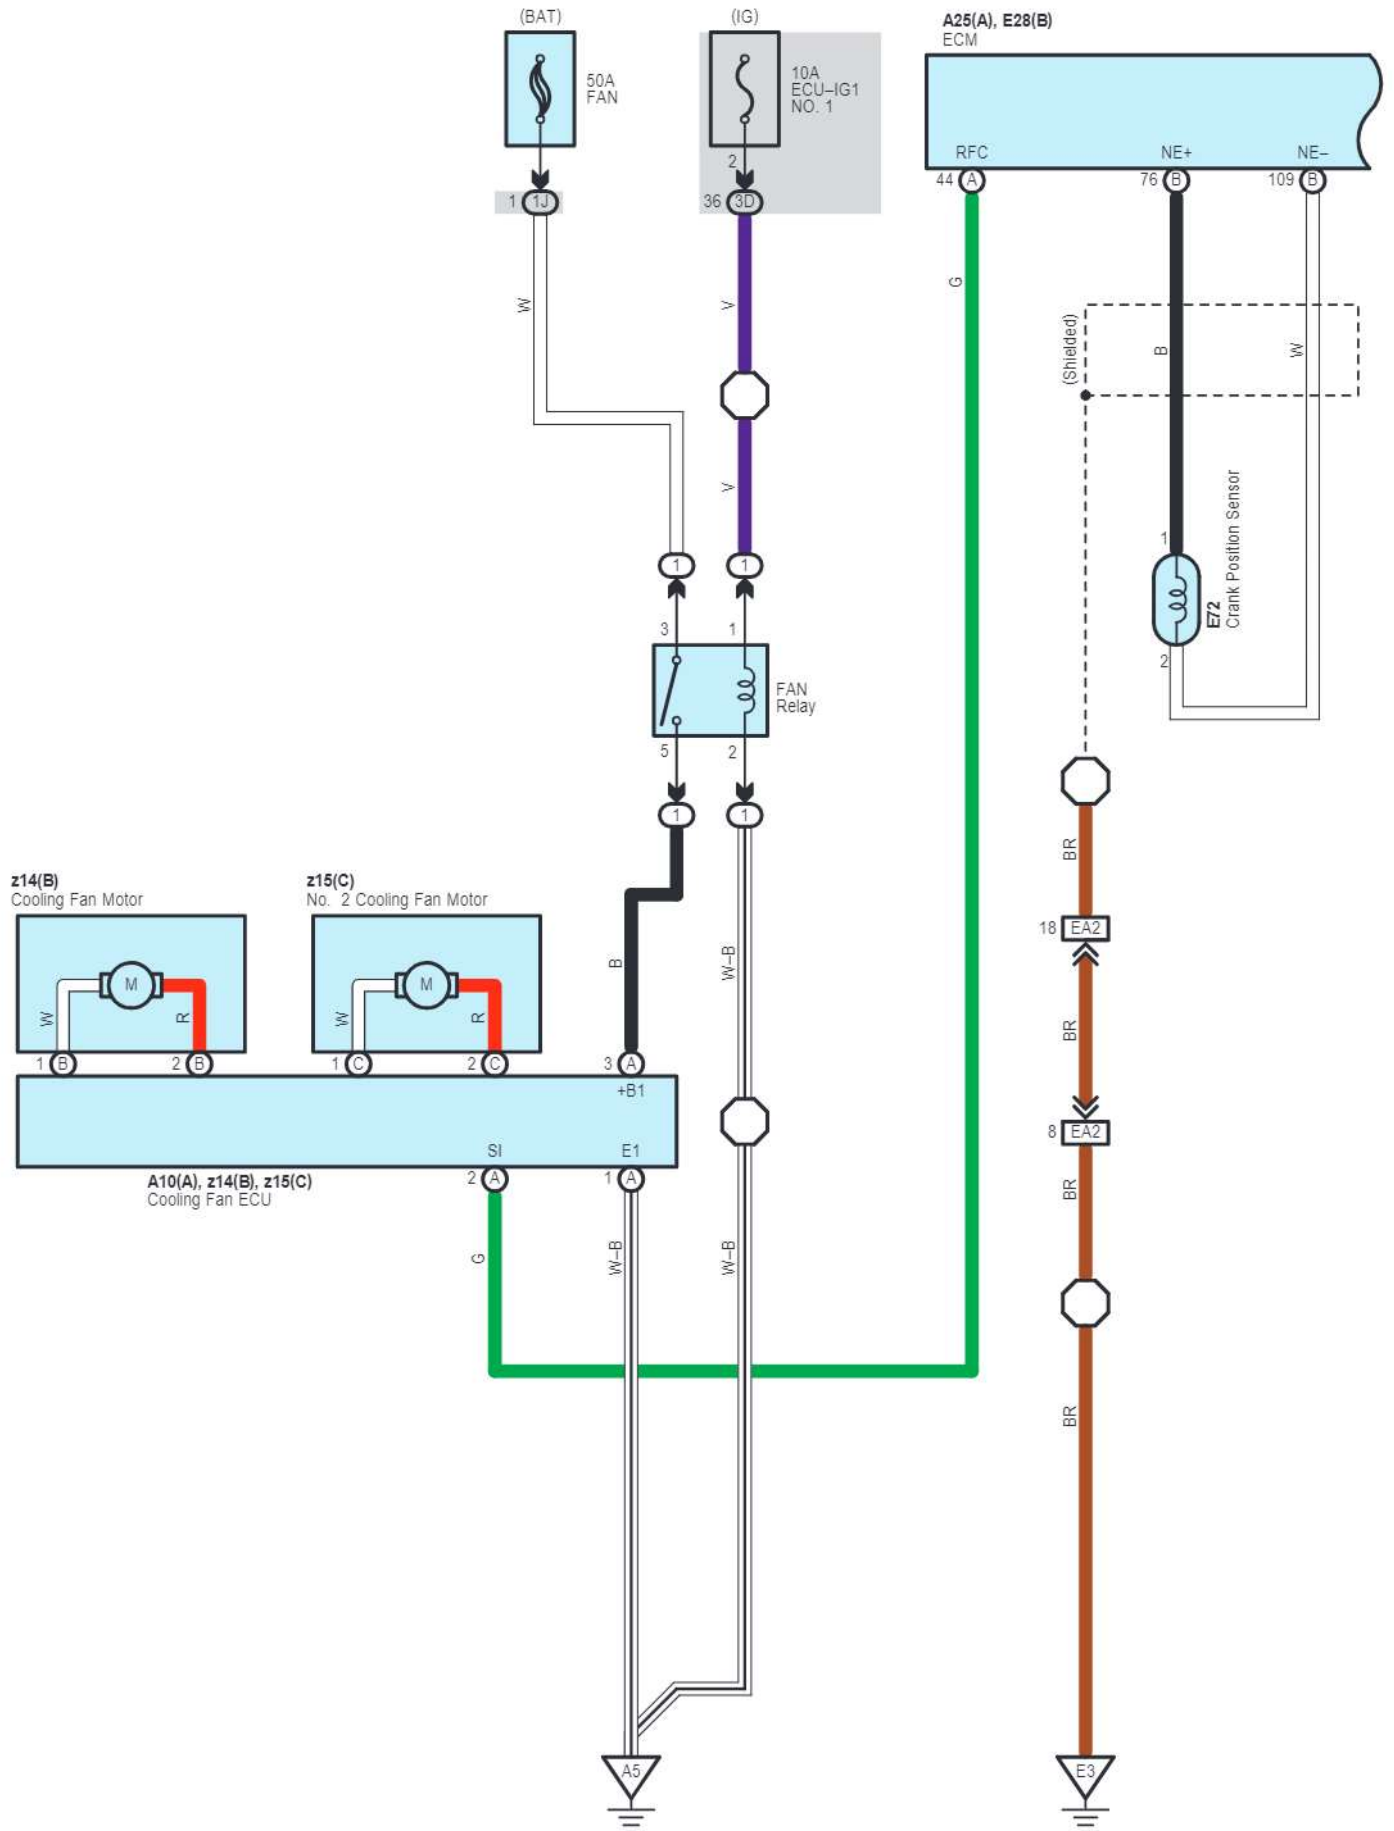 (BAT)
(IG)
A25(A), E28(B)
ECM
50A
FAN
10A
ECU–IG1
NO. 1
RFC
NE+
NE–
2
44 A
76 B
109 B
1 1J
36 3D
W
V
G
(Shielded)
B
W
V
Crank Position Sensor
E72
1
1
1
3
1
2
FAN
Relay
5
2
1
1
BR
z14(B)
Cooling Fan Motor
z15(C)
No. 2 Cooling Fan Motor
18 EA2
B
W–B
M
M
W
R
W
R
BR
1 B
2 B
1 C
2 C
3 A
+B1
8 EA2
SI
E1
A10(A), z14(B), z15(C)
Cooling Fan ECU
2 A
1 A
BR
G
W–B
W–B
BR
A5
E3